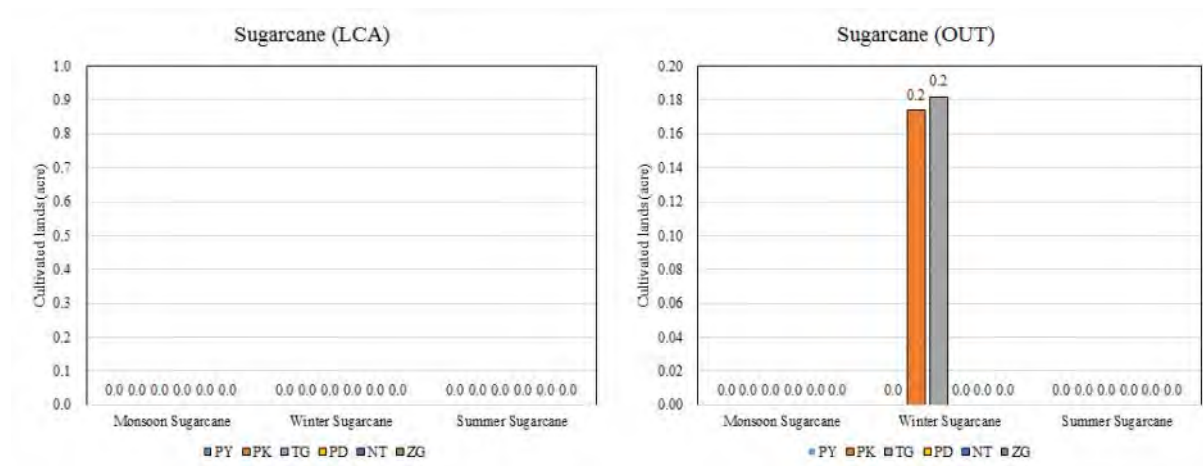 Sugarcane (LCA)
Cultivated lands (acre)
1.0
0.9
0.8
0.7
0.6
0.5
0.4
0.3
0.2
0.1
0.0
0.0 0.0 0.0 0.0 0.0 0.0
0.0 0.0 0.0 0.0 0.0 0.0
0.0 0.0 0.0 0.0 0.0 0.0
Monsoon Sugarcane Winter Sugarcane Summer Sugarcane
PY PK TG PD NT ZG
Sugarcane (OUT)
Cultivated lands (acre)
0.20
0.18
0.16
0.14
0.12
0.10
0.08
0.06
0.04
0.02
0.00
0.0 0.0 0.0 0.0 0.0 0.0
0.0 0.2 0.2 0.0 0.0 0.0
0.0 0.0 0.0 0.0 0.0 0.0
Monsoon Sugarcane Winter Sugarcane Summer Sugarcane
PY PK TG PD NT ZG